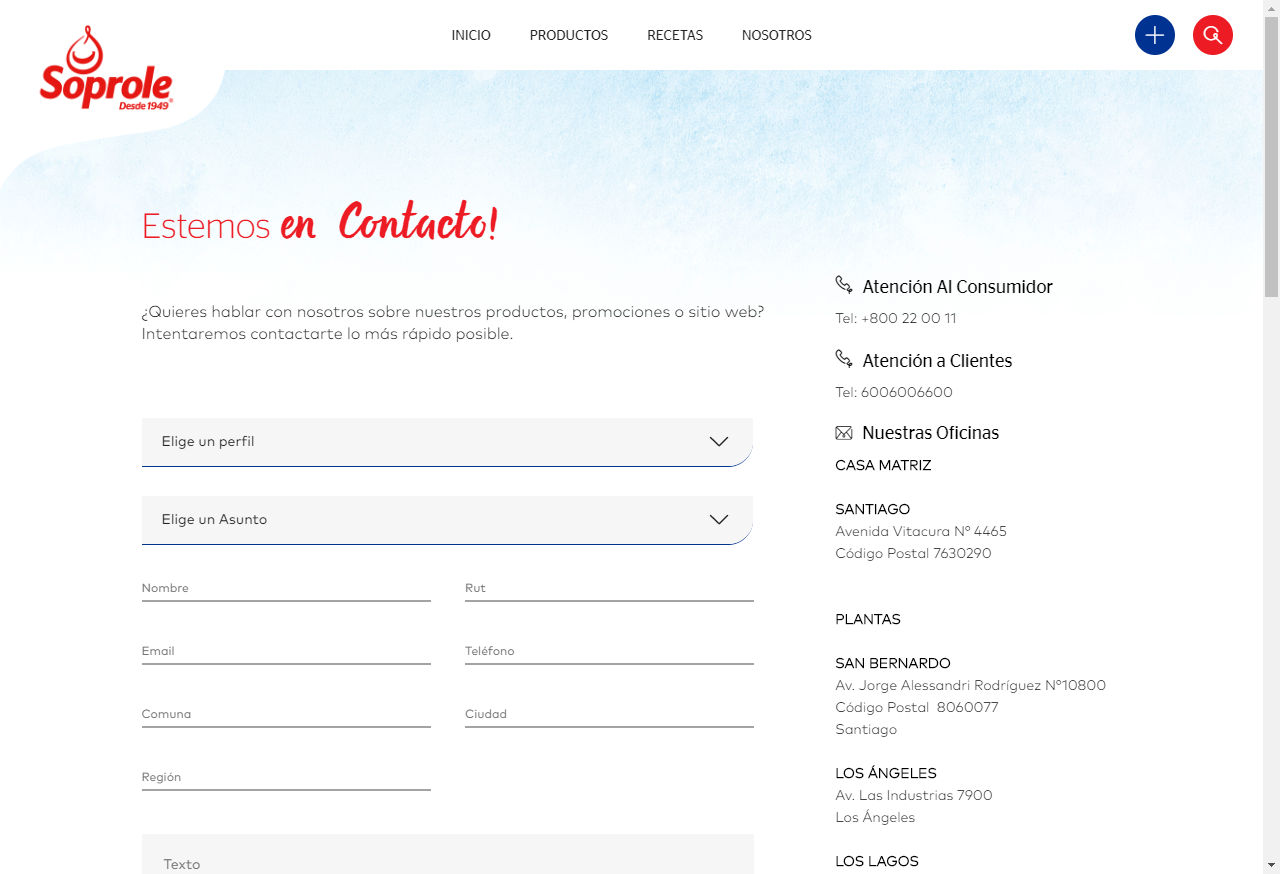 Soprole
Desde 1949
INICIO PRODUCTOS RECETAS NOSOTROS
Estemos en Contacto!
¿Quieres hablar con nosotros sobre nuestros productos, promociones o sitio web?
Intentaremos contactarte lo más rápido posible.
Elige un perfil
Elige un Asunto
Nombre Rut
Email Teléfono
Comuna Ciudad
Región
Texto
Atención Al Consumidor
Tel: +800 22 00 11
Atención a Clientes
Tel: 6006006600
Nuestras Oficinas
CASA MATRIZ
SANTIAGO
Avenida Vitacura Nº 4465
Código Postal 7630290
PLANTAS
SAN BERNARDO
Av. Jorge Alessandri Rodríguez Nº10800
Código Postal 8060077
Santiago
LOS ÁNGELES
Av. Las Industrias 7900
Los Ángeles
LOS LAGOS